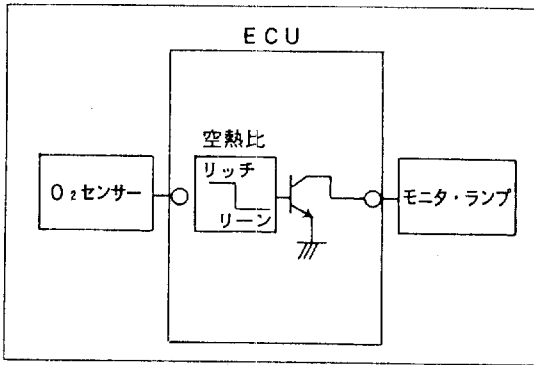 ECU
空熱比
リッチ
リーン
O₂センサー
モニタ・ランプ